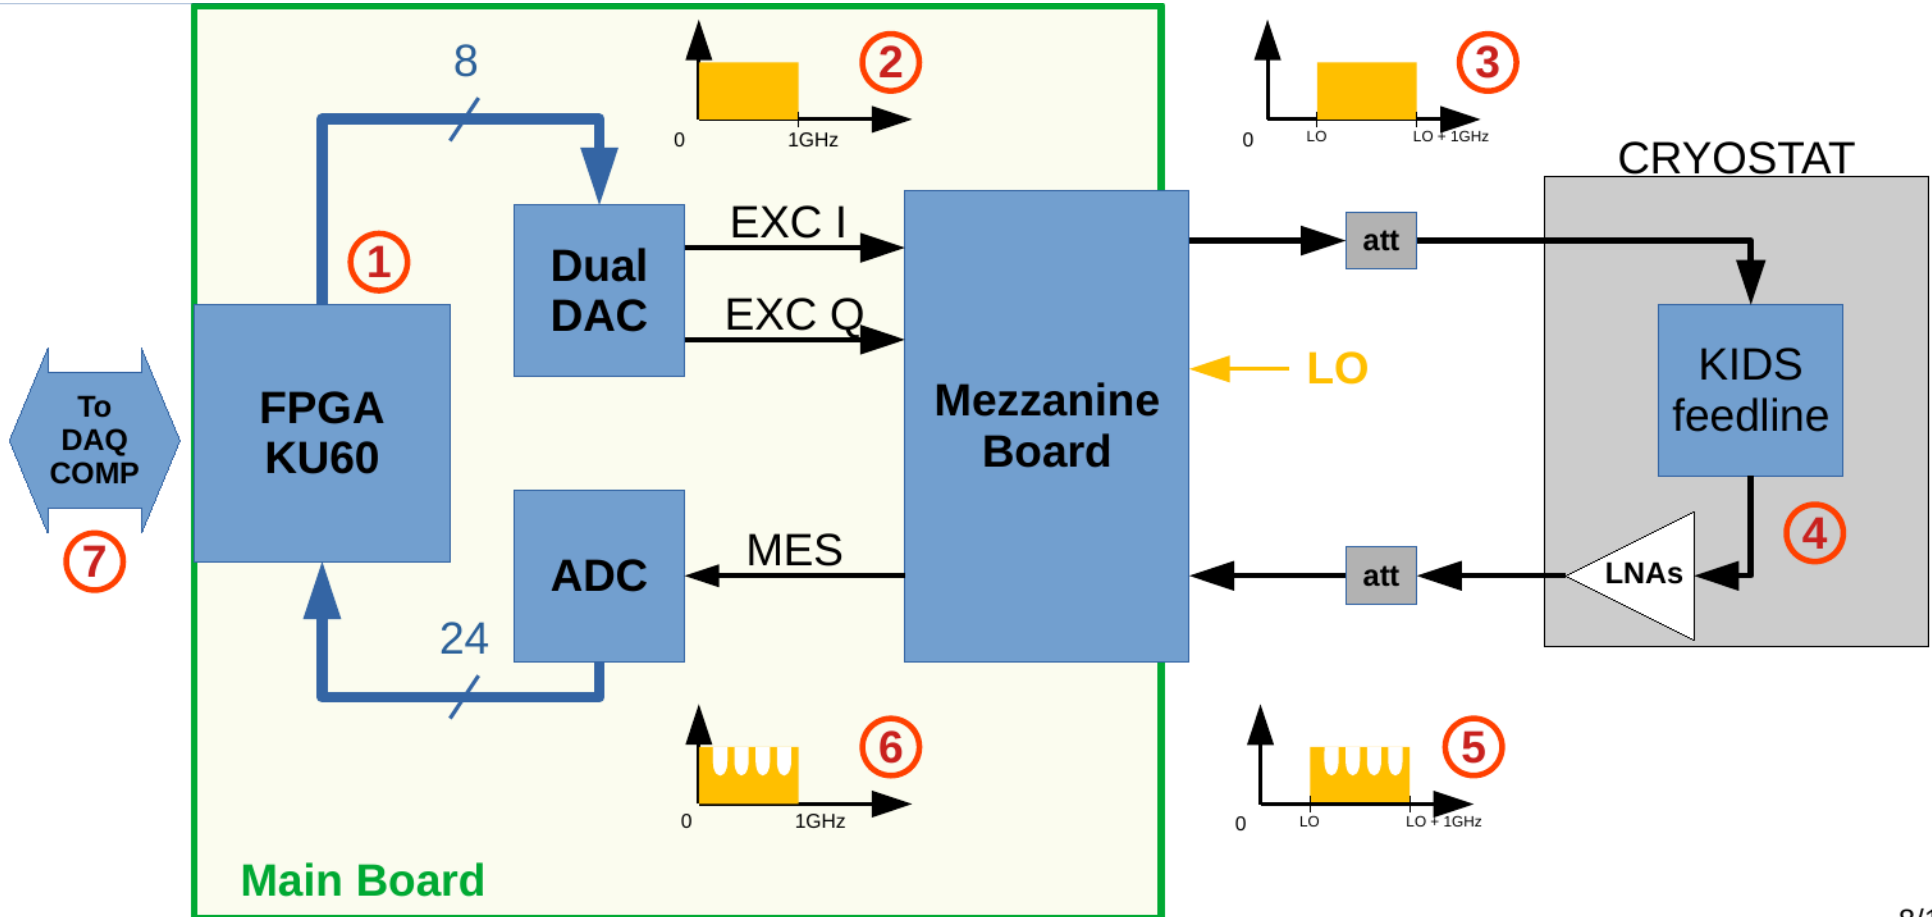 8
2
0
1GHz
3
0
LO
LO + 1GHz
CRYOSTAT
1
Dual
DAC
EXC I
EXC Q
att
KIDS
feedline
LO
To
DAQ
COMP
7
FPGA
KU60
Mezzanine
Board
ADC
MES
att
LNAs
4
24
6
0
1GHz
5
0
LO
LO + 1GHz
Main Board